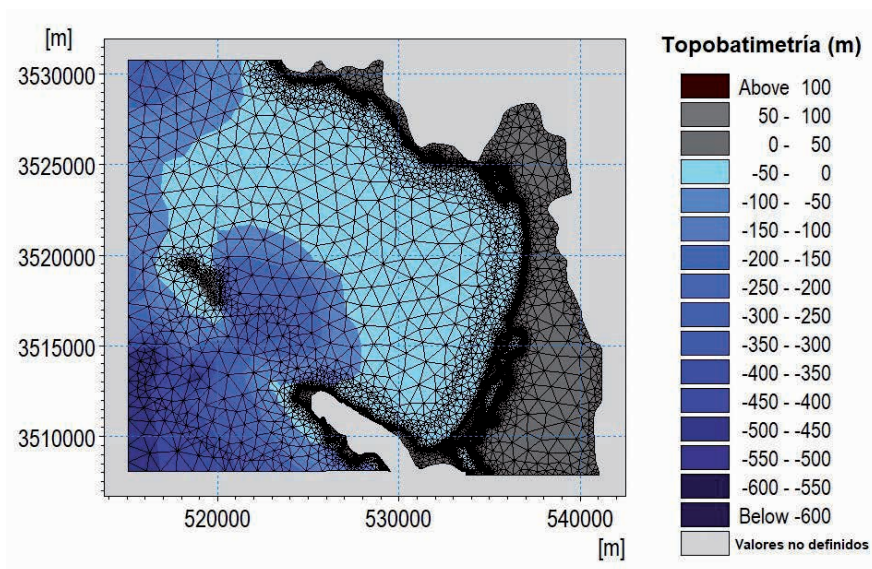 [m]
3530000
3525000
3520000
3515000
3510000
520000
530000
540000
[m]
Topobatimetría (m)
Above 100
50 - 100
0 - 50
-50 - 0
-100 - -50
-150 - -100
-200 - -150
-250 - -200
-300 - -250
-350 - -300
-400 - -350
-450 - -400
-500 - -450
-550 - -500
-600 - -550
Below -600
Valores no definidos